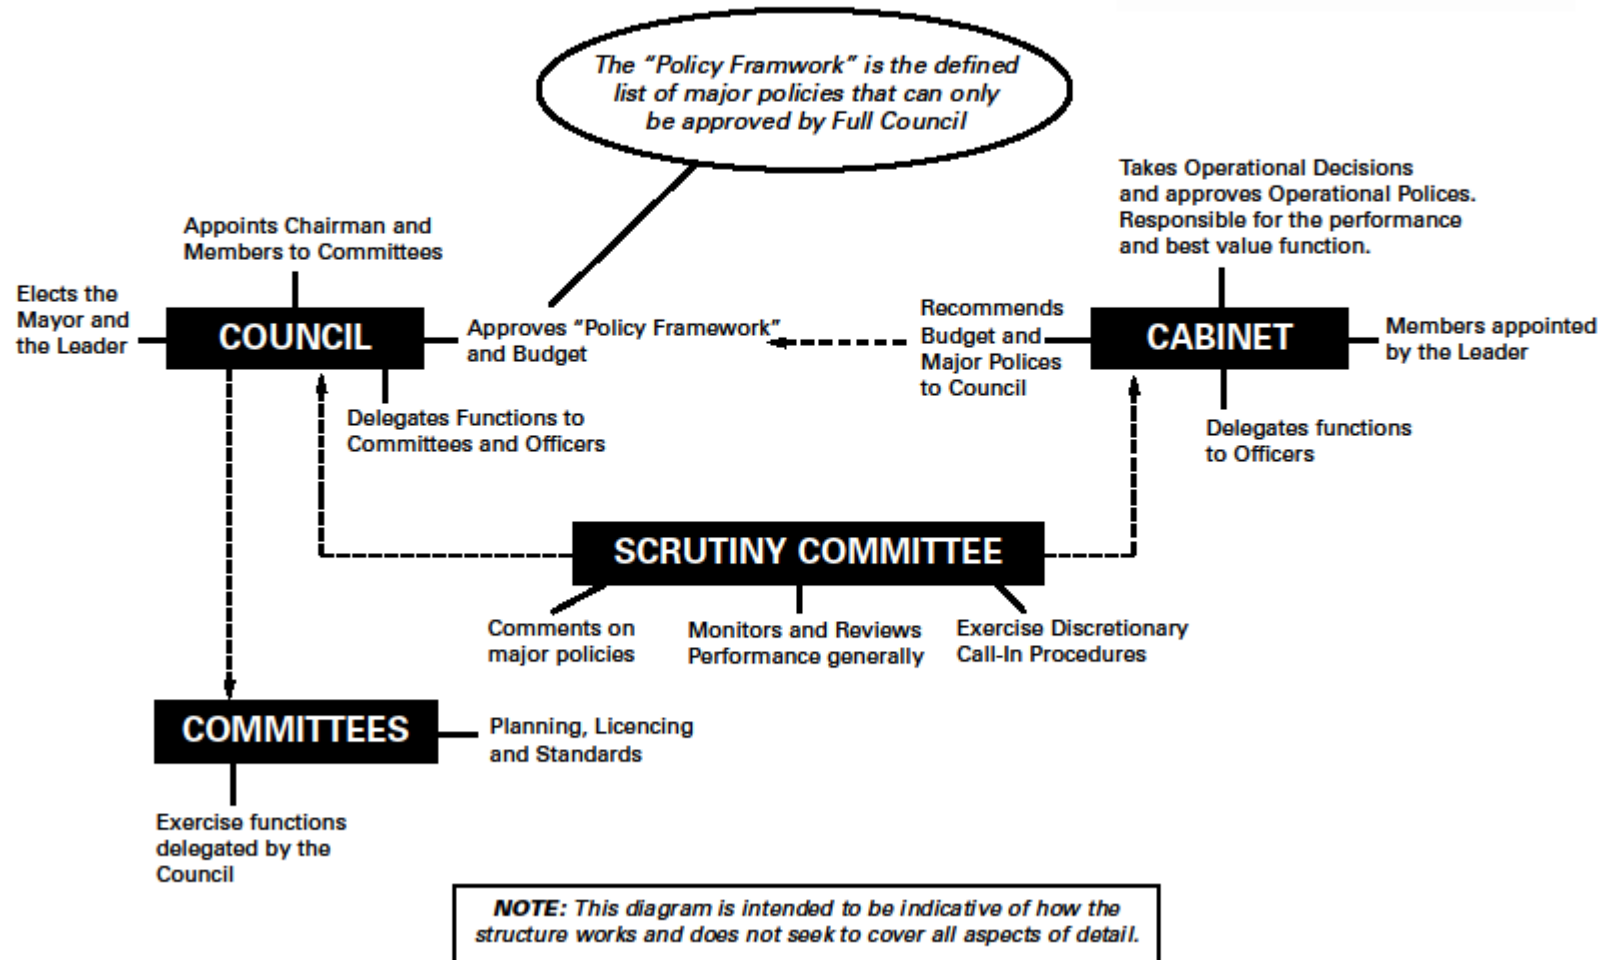 The “Policy Framwork” is the defined
list of major policies that can only
be approved by Full Council
Takes Operational Decisions
and approves Operational Polices.
Responsible for the performance
and best value function.
Appoints Chairman and
Members to Committees
Elects the
Mayor and
the Leader
COUNCIL
Approves “Policy Framework”
and Budget
Recommends
Budget and
Major Polices
to Council
CABINET
Members appointed
by the Leader
Delegates Functions to
Committees and Officers
Delegates functions
to Officers
SCRUTINY COMMITTEE
Comments on
major policies
Monitors and Reviews
Performance generally
Exercise Discretionary
Call-In Procedures
COMMITTEES
Planning, Licencing
and Standards
Exercise functions
delegated by the
Council
NOTE: This diagram is intended to be indicative of how the
structure works and does not seek to cover all aspects of detail.